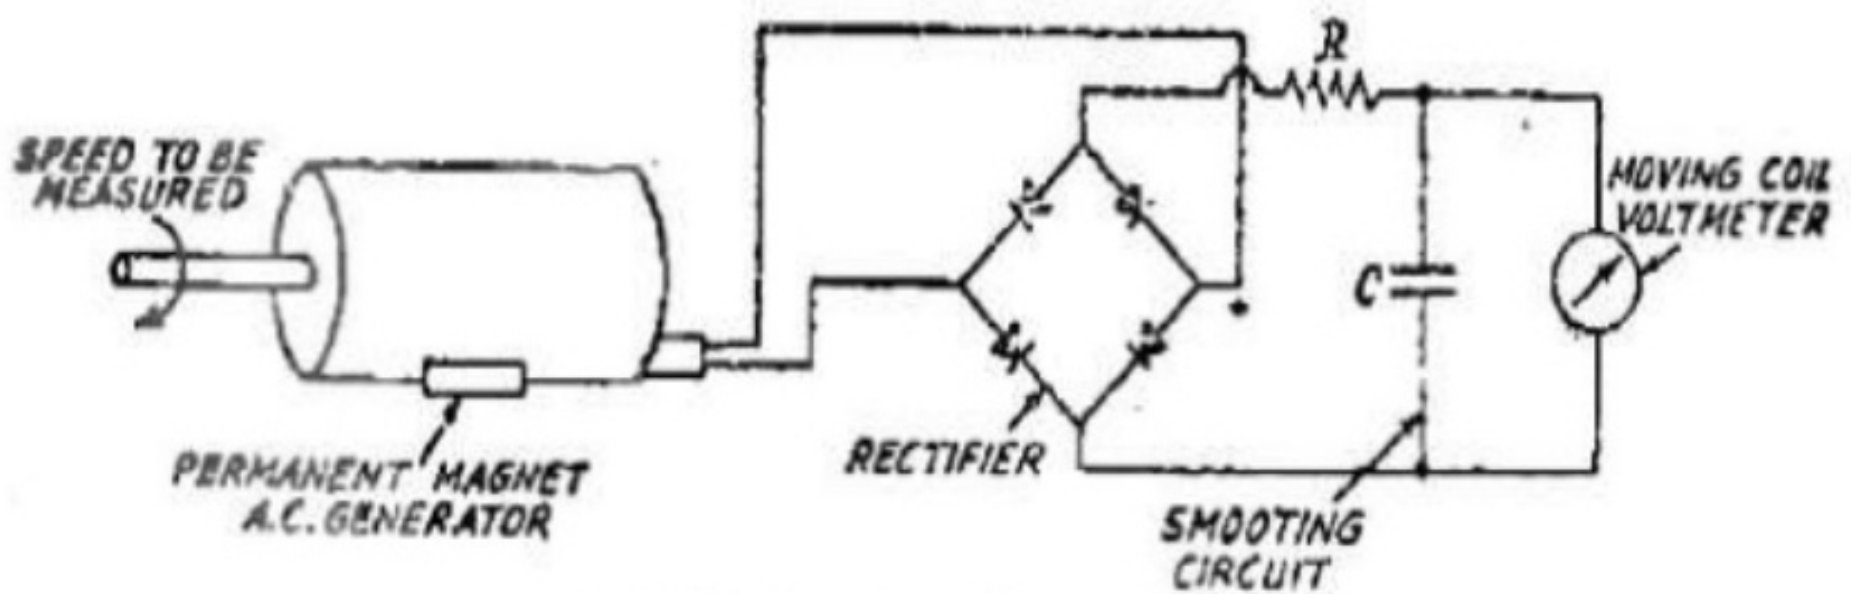 SPEED TO BE
MEASURED
R
MOVING COIL
VOLTMETER
C
RECTIFIER
PERMANENT MAGNET
A.C. GENERATOR
SMOOTING
CIRCUIT